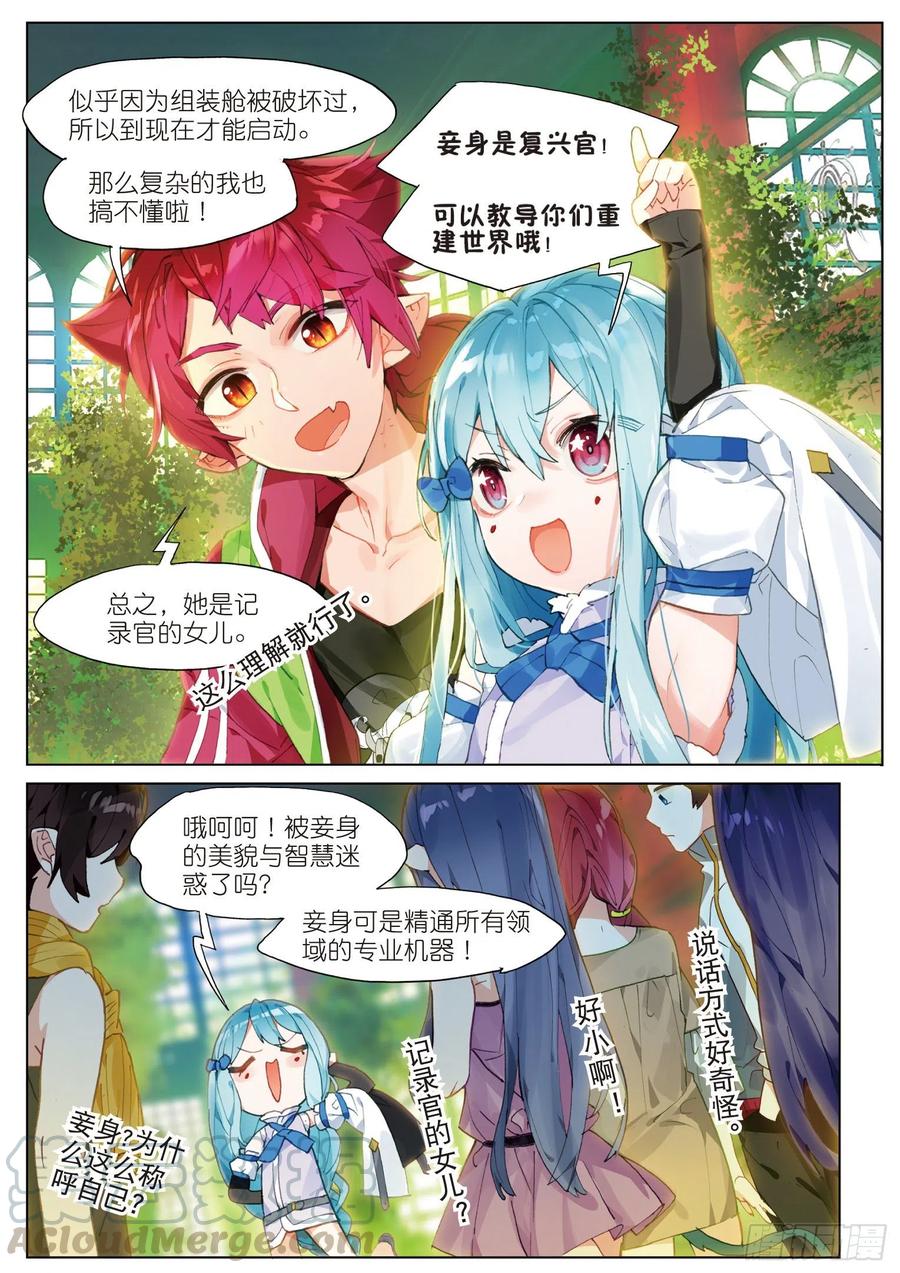 似乎因为组装舱被破坏过，
所以到现在才能启动。
那么复杂的我也
搞不懂啦！
妾身是复兴官！
可以教导你们重
建世界哦！
总之，她是记
录官的女儿。
这么理解就行了。
哦呵呵！被妾身
的美貌与智慧迷
惑了吗？
妾身可是精通所有领
域的专业机器！
说话方式好奇怪。
好小啊！
记录官的女儿？
妾身？为什
么这么称
呼自己？
ACloudMerge.com